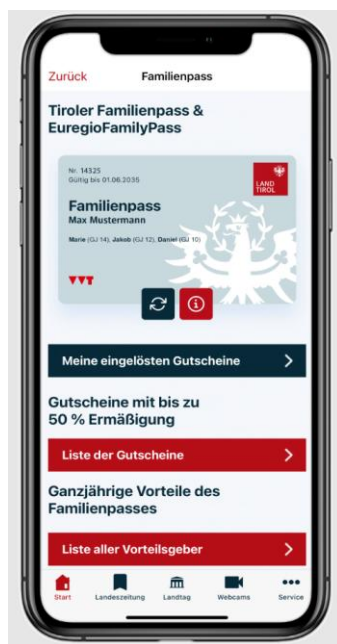 Zurück Familienpass
Tiroler Familienpass &
EuregioFamilyPass
Nr. 14325
Gültig bis 01.06.2035
LAND
TIROL
Familienpass
Max Mustermann
Marie (GJ 14), Jakob (GJ 12), Daniel (GJ 10)
VVT
Meine eingelösten Gutscheine
Gutscheine mit bis zu
50 % Ermäßigung
Liste der Gutscheine
Ganzjährige Vorteile des
Familienpasses
Liste aller Vorteilsgeber
Start Landeszeitung Landtag Webcams Service